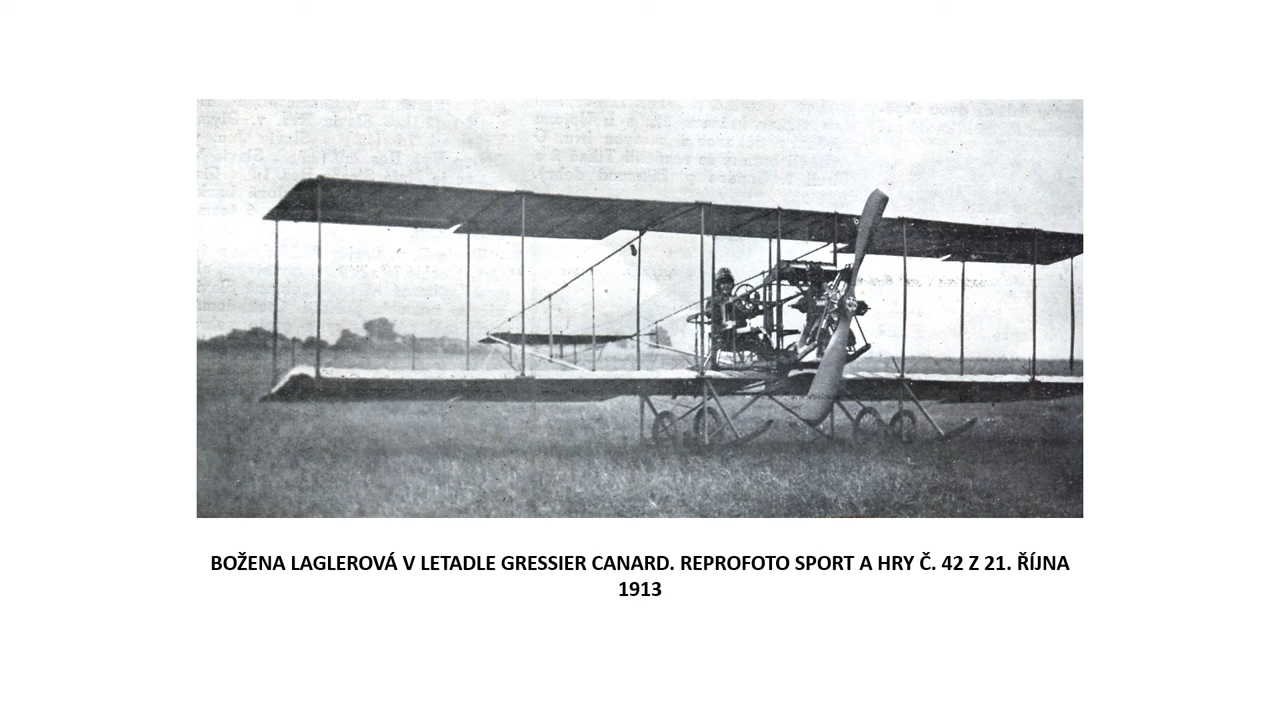 BOŽENA LAGLEROVÁ V LETADLE GRESSIER CANARD. REPROFOTO SPORT A HRY Č. 42 Z 21. ŘÍJNA
1913